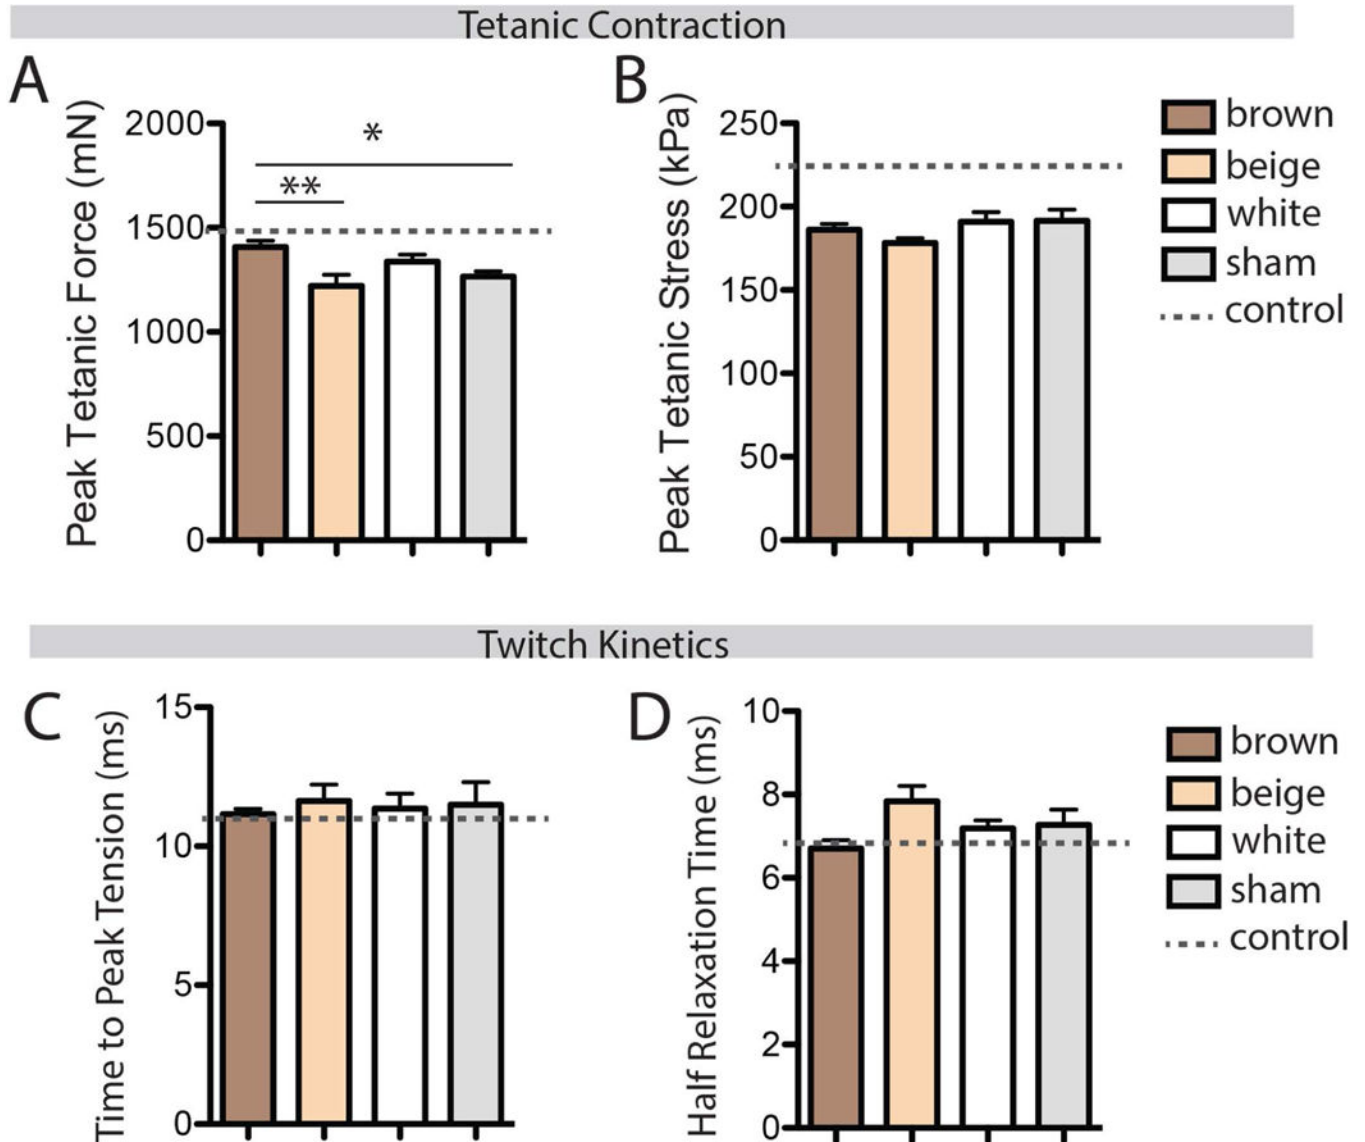 Tetanic Contraction
A
Peak Tetanic Force (mN)
2000
1500
1000
500
0
*
**
B
Peak Tetanic Stress (kPa)
250
200
150
100
50
0
brown
beige
white
sham
control
Twitch Kinetics
C
Time to Peak Tension (ms)
15
10
5
0
D
Half Relaxation Time (ms)
10
8
6
4
2
0
brown
beige
white
sham
control